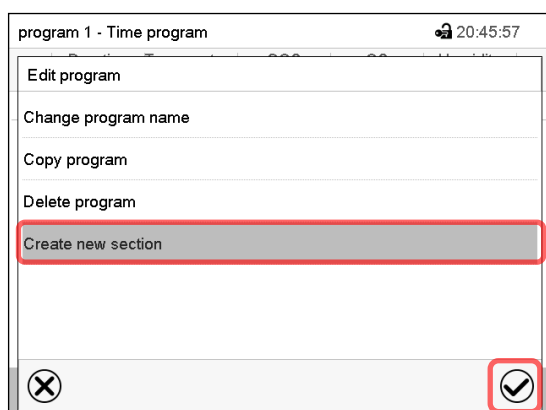 program 1 - Time program 20:45:57
Edit program
Change program name
Copy program
Delete program
Create new section